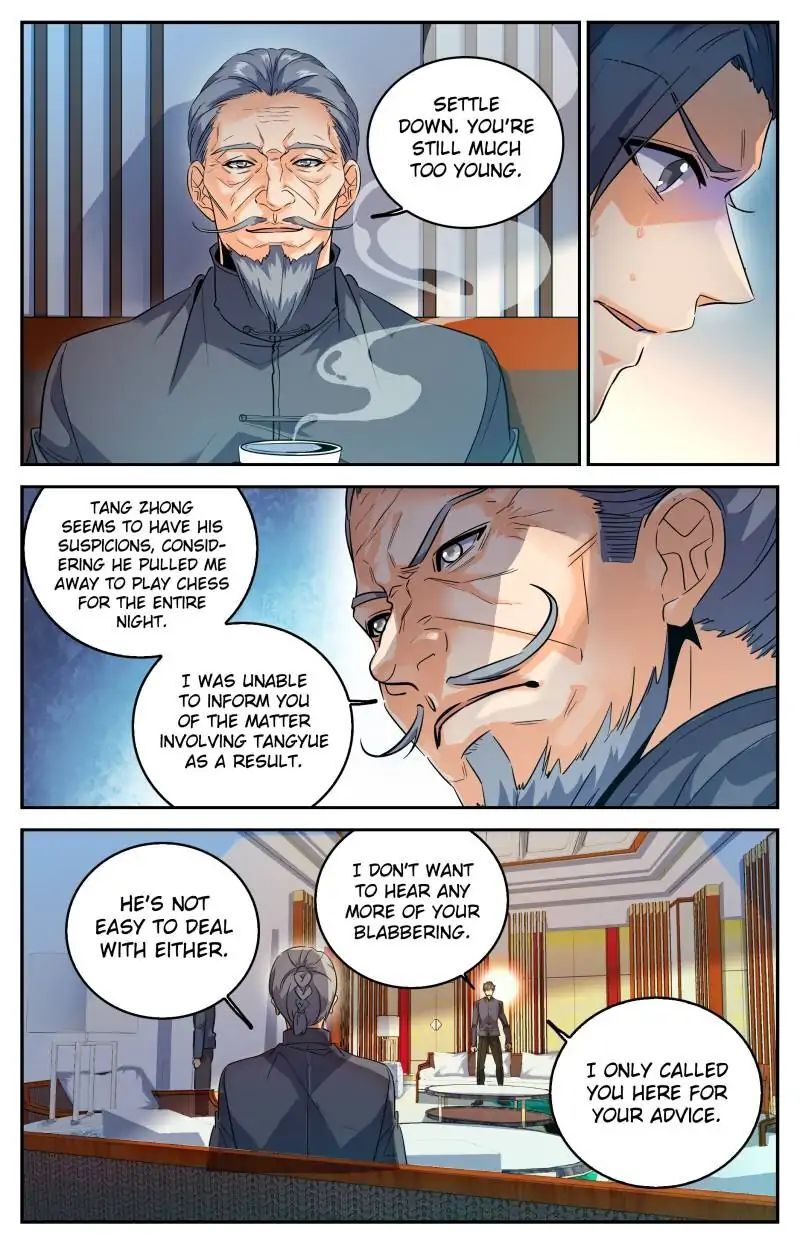 SETTLE
DOWN. YOU'RE
STILL MUCH
TOO YOUNG.
TANG ZHONG
SEEMS TO HAVE HIS
SUSPICIONS, CONSID-
ERING HE PULLED ME
AWAY TO PLAY CHESS
FOR THE ENTIRE
NIGHT.
I WAS UNABLE
TO INFORM YOU
OF THE MATTER
INVOLVING TANGYUE
AS A RESULT.
HE'S NOT
EASY TO DEAL
WITH EITHER.
I DON'T WANT
TO HEAR ANY
MORE OF YOUR
BLABBERING.
I ONLY CALLED
YOU HERE FOR
YOUR ADVICE.